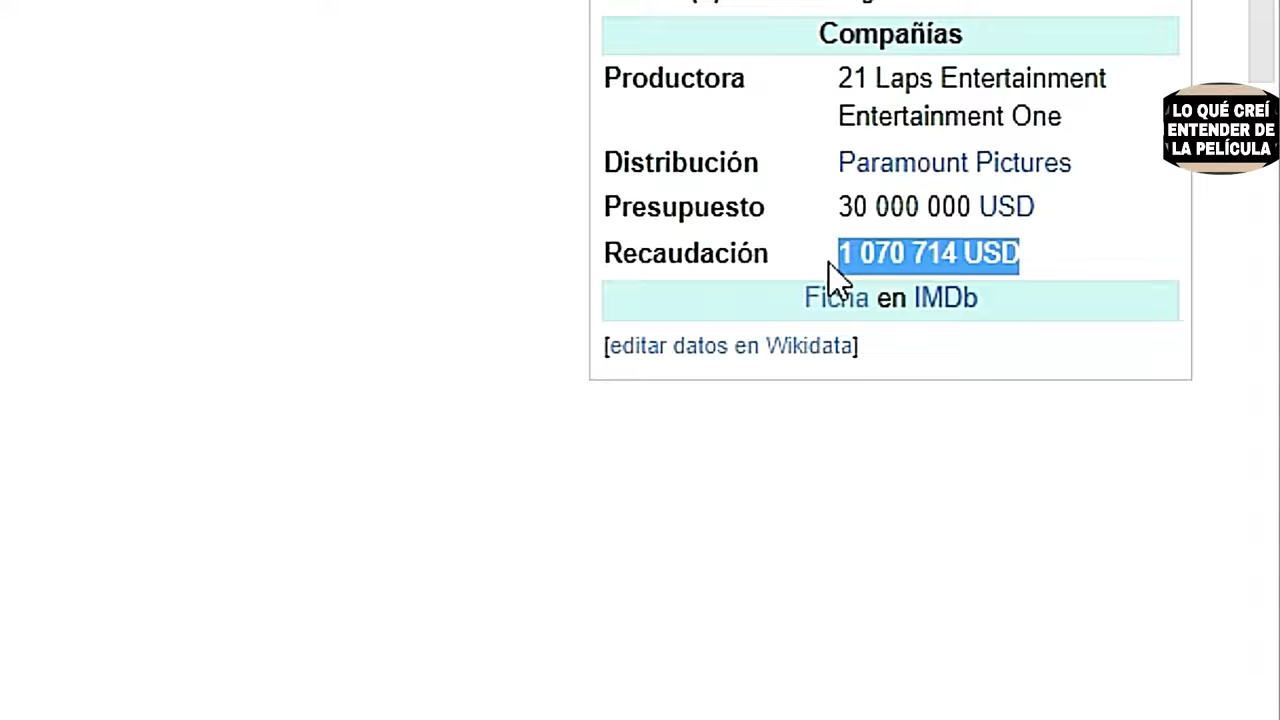 Compañías
Productora 21 Laps Entertainment
Entertainment One
Distribución Paramount Pictures
Presupuesto 30 000 000 USD
Recaudación 1 070 714 USD
Ficha en IMDb
[editar datos en Wikidata]
LO QUÉ CREÍ
ENTENDER DE
LA PELÍCULA